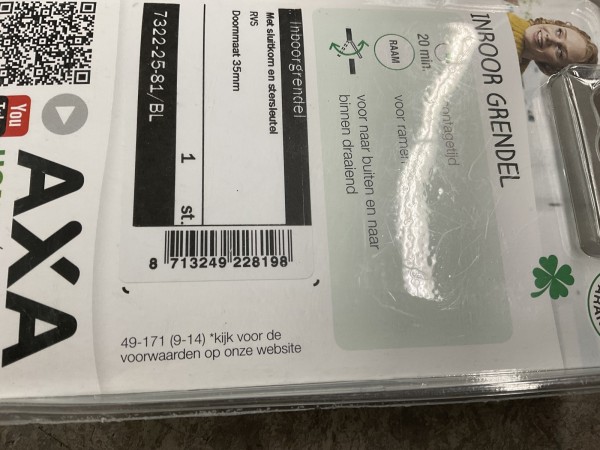 INBOOR GRENDEL
20 min.
montagetijd
RAAM
voor ramen
voor naar buiten en naar
binnen draaiend
Inboorgrendel
Met sluitkom en stersleutel
RVS
Doornmaat 35mm
7322-25-81/BL
1 st.
8 713249 228198
49-171 (9-14) *kijk voor de
voorwaarden op onze website
You
AXA